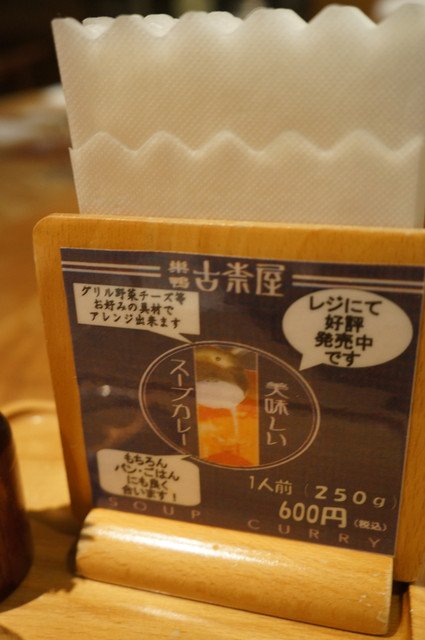 巣鴨 古奈屋
グリル野菜チーズ等
お好みの具材で
アレンジ出来ます
レジにて
好評
発売中
です
美味しい
スープカレー
もちろん
パン・ごはん
にも良く
合います!
1人前(250g)
600円(税込)
SOUP CURRY